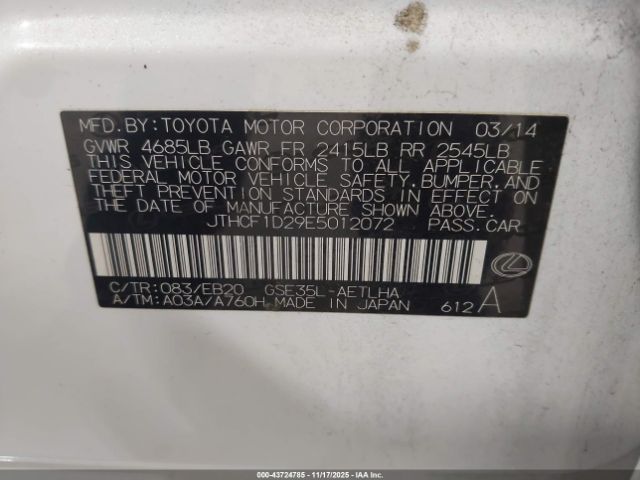 MFD.BY:TOYOTA MOTOR CORPORATION 03/14
GVWR 4685LB GAWR FR 2415LB RR 2545LB
THIS VEHICLE CONFORMS TO ALL APPLICABLE
FEDERAL MOTOR VEHICLE SAFETY,BUMPER,AND
THEFT PREVENTION STANDARDS IN EFFECT ON
THE DATE OF MANUFACTURE SHOWN ABOVE.
JTHCF1D29E5012072 PASS.CAR
C/TR:083/EB20 GSE35L-AETLHA
A/TM:A03A/A760H MADE IN JAPAN 612 A
000-43724785 - 11/17/2025 - IAAI.COM